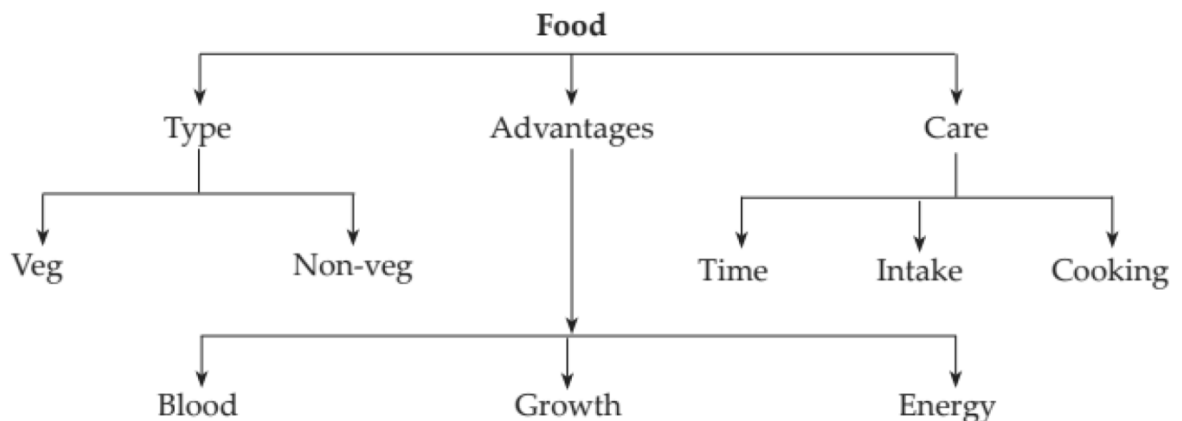 Food
Type Advantages Care
Veg Non-veg Time Intake Cooking
Blood Growth Energy